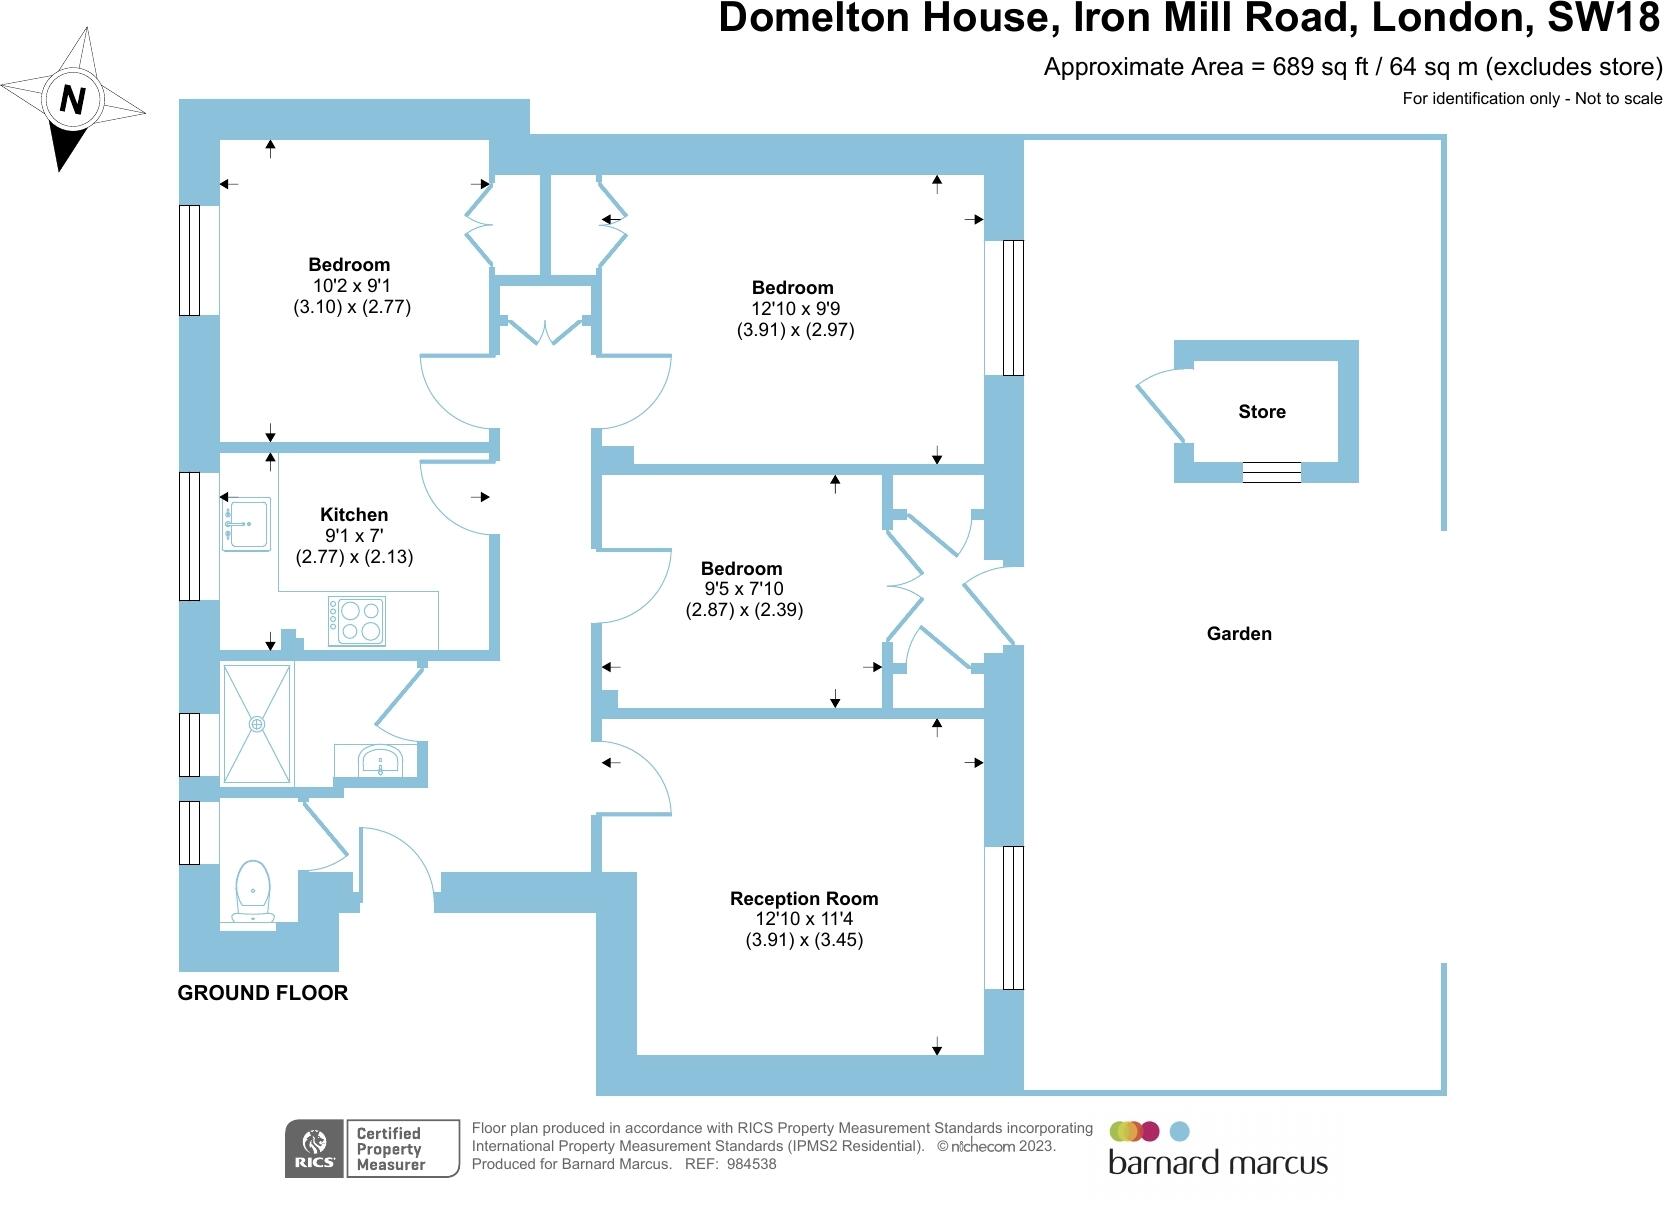 Domelton House, Iron Mill Road, London, SW18
Approximate Area = 689 sq ft / 64 sq m (excludes store)
For identification only - Not to scale
N
Bedroom
10'2 x 9'1
(3.10) x (2.77)
Bedroom
12'10 x 9'9
(3.91) x (2.97)
Store
Kitchen
9'1 x 7'
(2.77) x (2.13)
Bedroom
9'5 x 7'10
(2.87) x (2.39)
Garden
Reception Room
12'10 x 11'4
(3.91) x (3.45)
GROUND FLOOR
RICS
Certified
Property
Measurer
Floor plan produced in accordance with RICS Property Measurement Standards incorporating
International Property Measurement Standards (IPMS2 Residential). © nichecom 2023.
Produced for Barnard Marcus. REF: 984538
barnard marcus